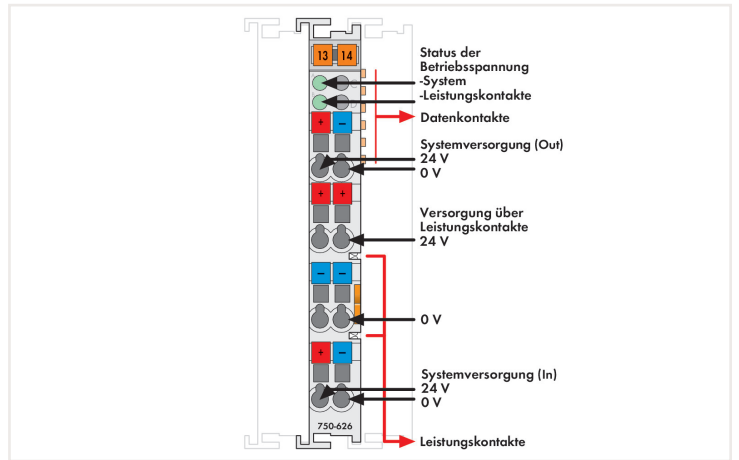 13 14
Status der
Betriebsspannung
-System
-Leistungskontakte
Datenkontakte
+ −
Systemversorgung (Out)
24 V
0 V
+ +
Versorgung über
Leistungskontakte
24 V
− −
0 V
+ −
Systemversorgung (In)
24 V
0 V
750-626
Leistungskontakte